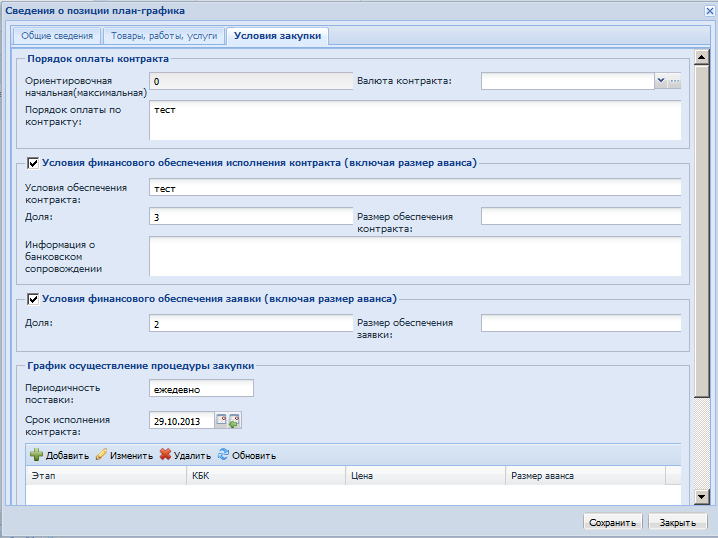 Сведения о позиции план-графика
Общие сведения Товары, работы, услуги Условия закупки
Порядок оплаты контракта
Ориентировочная начальная(максимальная) 0 Валюта контракта:
Порядок оплаты по контракту: тест
Условия финансового обеспечения исполнения контракта (включая размер аванса)
Условия обеспечения контракта: тест
Доля: 3 Размер обеспечения контракта:
Информация о банковском сопровождении
Условия финансового обеспечения заявки (включая размер аванса)
Доля: 2 Размер обеспечения заявки:
График осуществление процедуры закупки
Периодичность поставки: ежедевно
Срок исполнения контракта: 29.10.2013
Добавить Изменить Удалить Обновить
Этап КБК Цена Размер аванса
Сохранить Закрыть